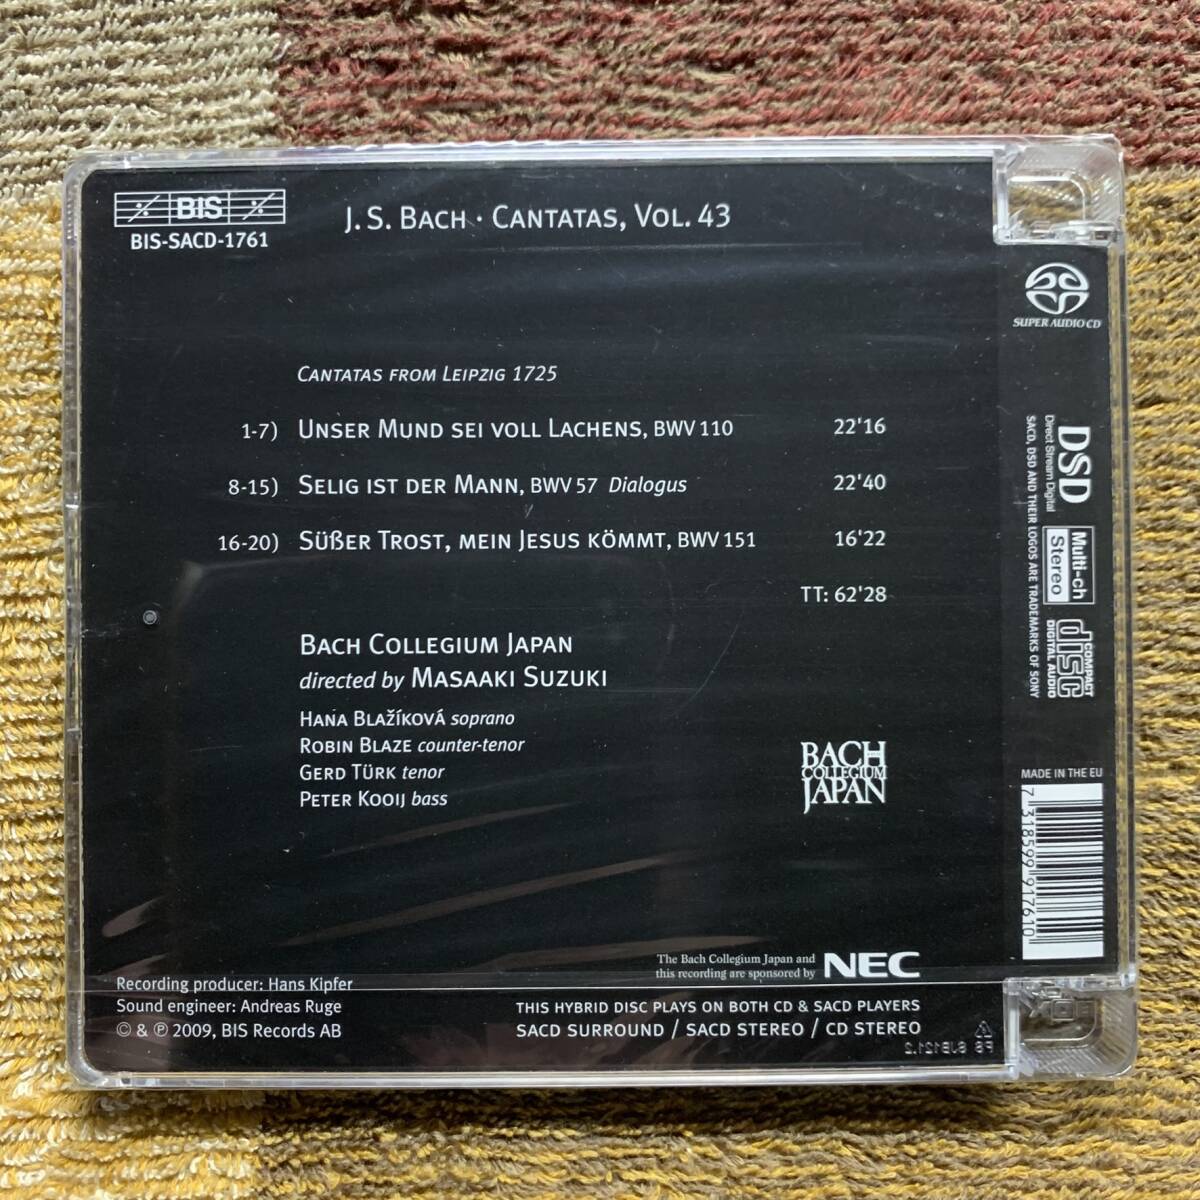 BIS
BIS-SACD-1761
J. S. BACH · CANTATAS, VOL. 43
CANTATAS FROM LEIPZIG 1725
1-7) UNSER MUND SEI VOLL LACHENS, BWV 110 22'16
8-15) SELIG IST DER MANN, BWV 57 Dialogus 22'40
16-20) SÜẞER TROST, MEIN JESUS KÖMMT, BWV 151 16'22
TT: 62'28
BACH COLLEGIUM JAPAN
directed by MASAAKI SUZUKI
HANA BLAŽÍKOVÁ soprano
ROBIN BLAZE counter-tenor
GERD TÜRK tenor
PETER KOOIJ bass
BACH
COLLEGIUM
JAPAN
The Bach Collegium Japan and
this recording are sponsored by NEC
Recording producer: Hans Kipfer
Sound engineer: Andreas Ruge
© & ℗ 2009, BIS Records AB
THIS HYBRID DISC PLAYS ON BOTH CD & SACD PLAYERS
SACD SURROUND / SACD STEREO / CD STEREO
SUPER AUDIO CD
DSD
Direct Stream Digital
SACD, DSD AND THEIR LOGOS ARE TRADEMARKS OF SONY
Multi-ch
Stereo
COMPACT
disc
DIGITAL AUDIO
MADE IN THE EU
7 318599 917610